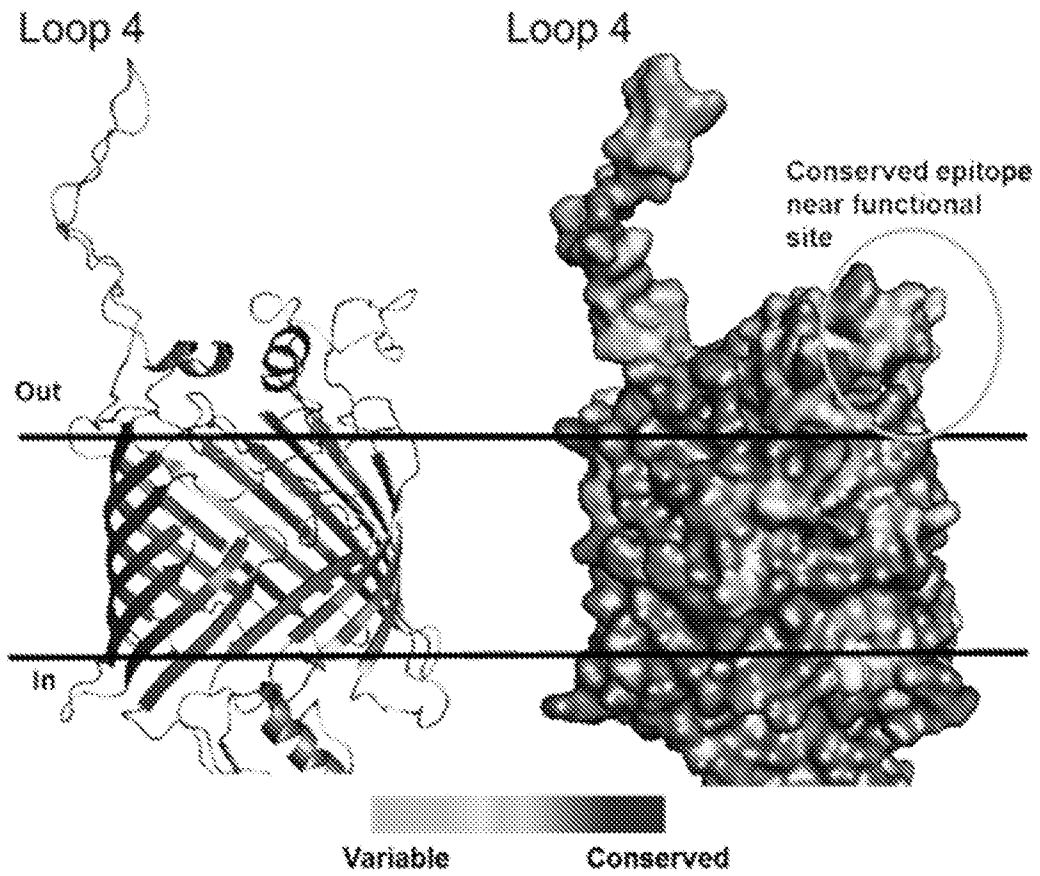 Loop 4
Loop 4
Conserved epitope
near functional
site
Out
In
Variable
Conserved